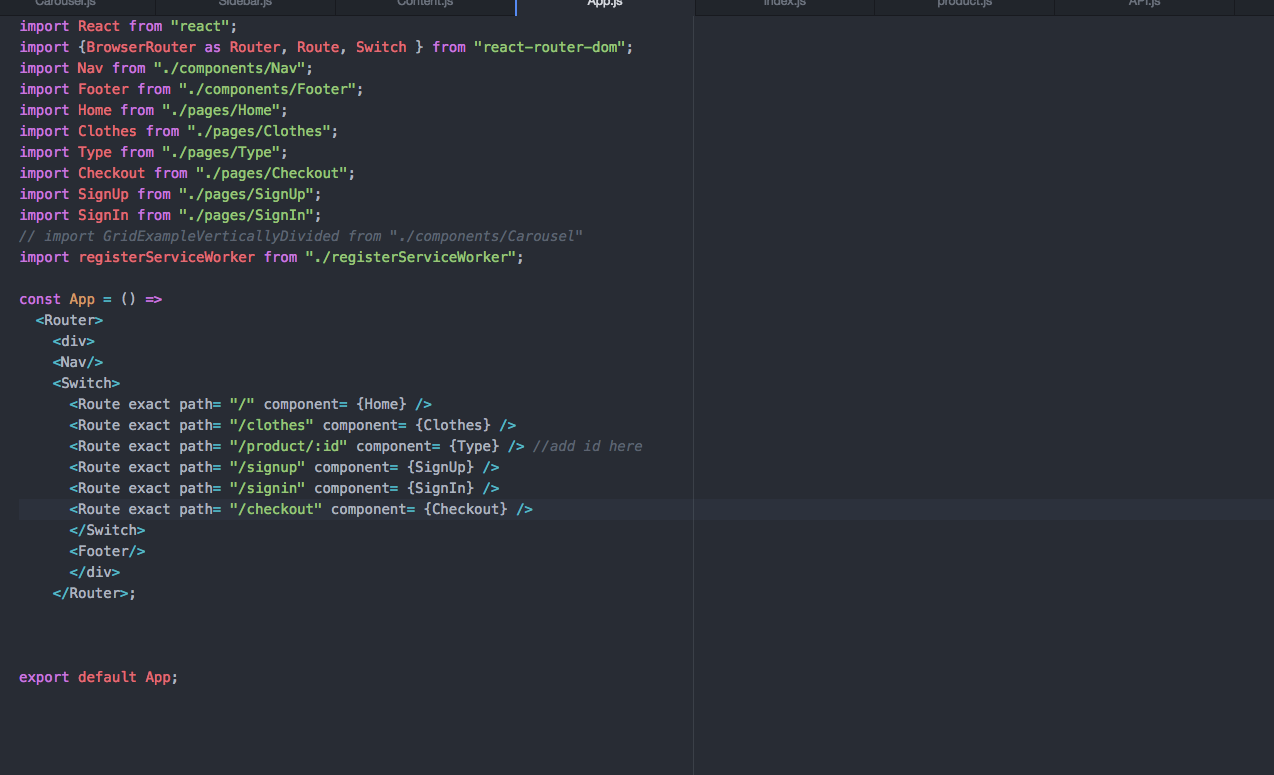 Carousel.js Sidebar.js Content.js App.js index.js product.js API.js
import React from "react";
import {BrowserRouter as Router, Route, Switch } from "react-router-dom";
import Nav from "./components/Nav";
import Footer from "./components/Footer";
import Home from "./pages/Home";
import Clothes from "./pages/Clothes";
import Type from "./pages/Type";
import Checkout from "./pages/Checkout";
import SignUp from "./pages/SignUp";
import SignIn from "./pages/SignIn";
// import GridExampleVerticallyDivided from "./components/Carousel"
import registerServiceWorker from "./registerServiceWorker";
const App = () =>
<Router>
<div>
<Nav/>
<Switch>
<Route exact path= "/" component= {Home} />
<Route exact path= "/clothes" component= {Clothes} />
<Route exact path= "/product/:id" component= {Type} /> //add id here
<Route exact path= "/signup" component= {SignUp} />
<Route exact path= "/signin" component= {SignIn} />
<Route exact path= "/checkout" component= {Checkout} />
</Switch>
<Footer/>
</div>
</Router>;
export default App;